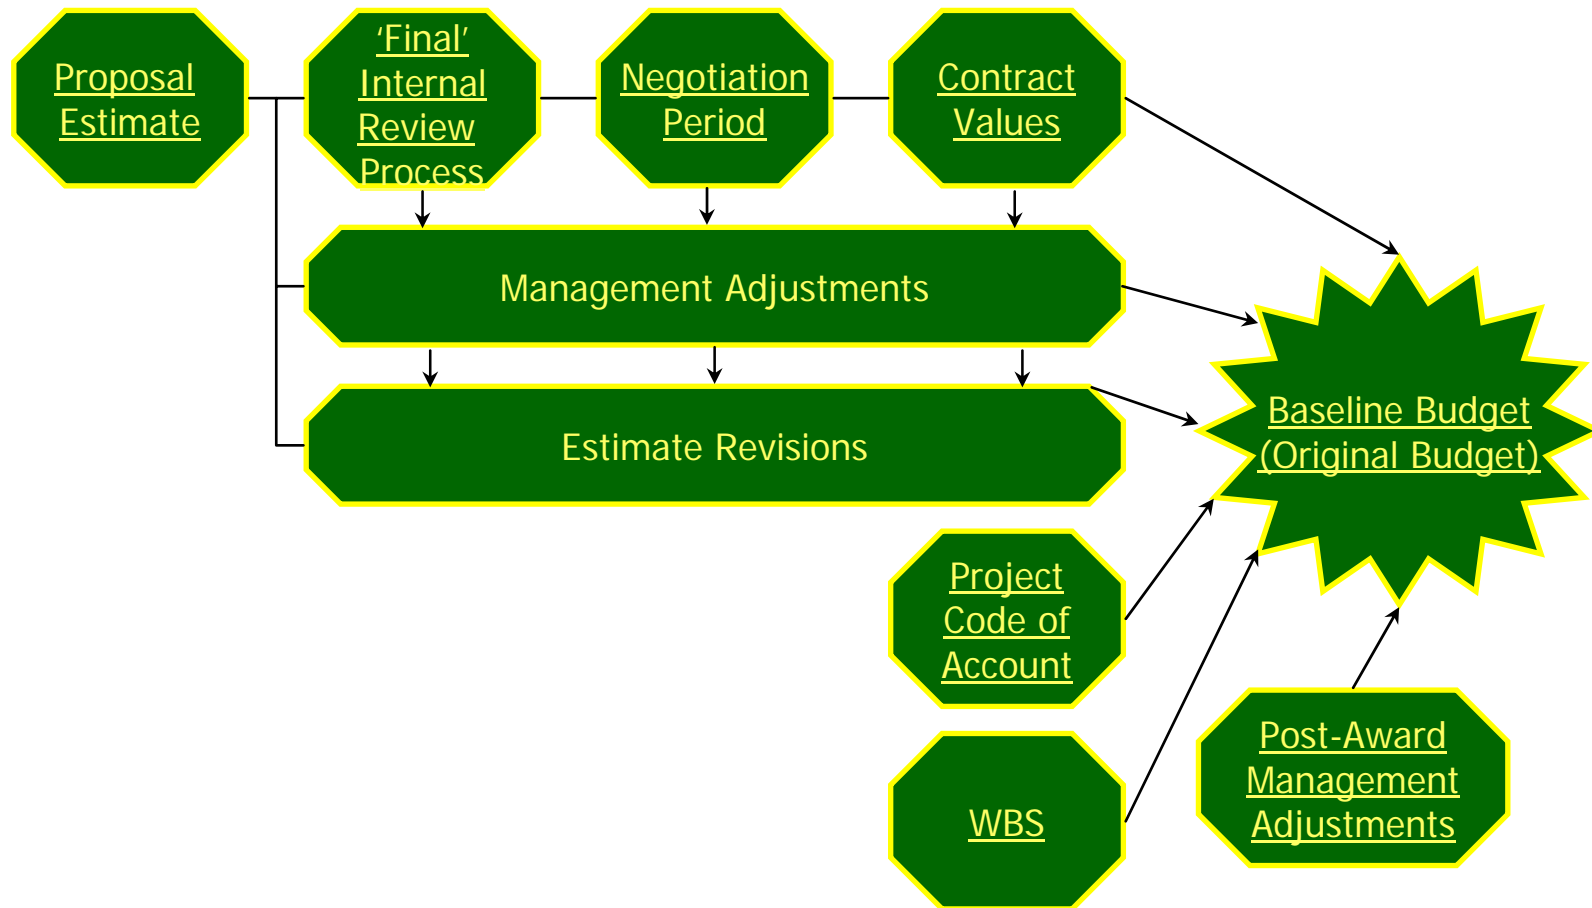 Proposal
Estimate
‘Final’
Internal
Review
Process
Negotiation
Period
Contract
Values
Management Adjustments
Estimate Revisions
Baseline Budget
(Original Budget)
Project
Code of
Account
WBS
Post-Award
Management
Adjustments